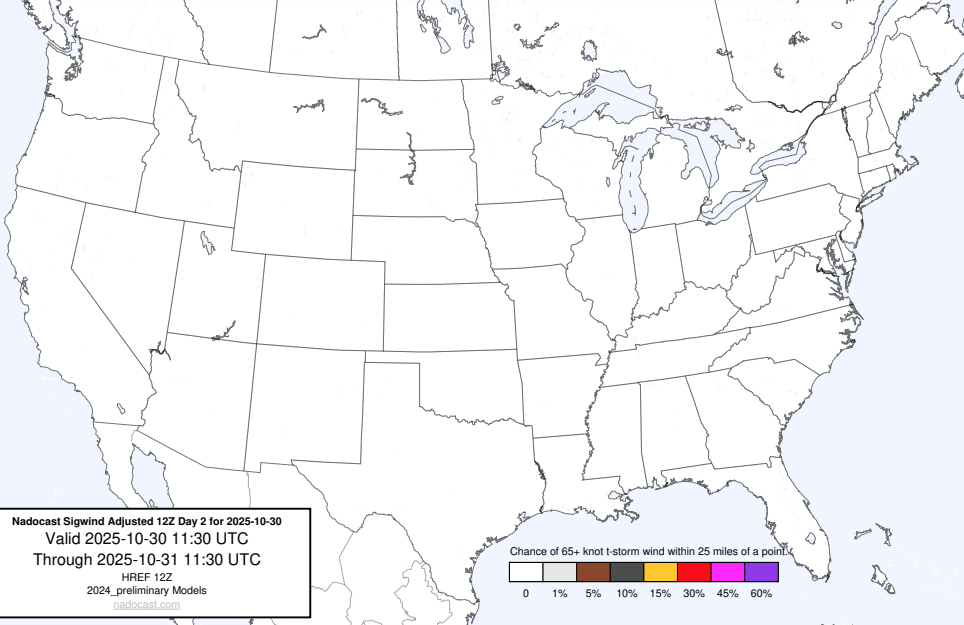 Nadocast Sigwind Adjusted 12Z Day 2 for 2025-10-30
Valid 2025-10-30 11:30 UTC
Through 2025-10-31 11:30 UTC
HREF 12Z
2024_preliminary Models
nadocast.com
Chance of 65+ knot t-storm wind within 25 miles of a point.
0 1% 5% 10% 15% 30% 45% 60%